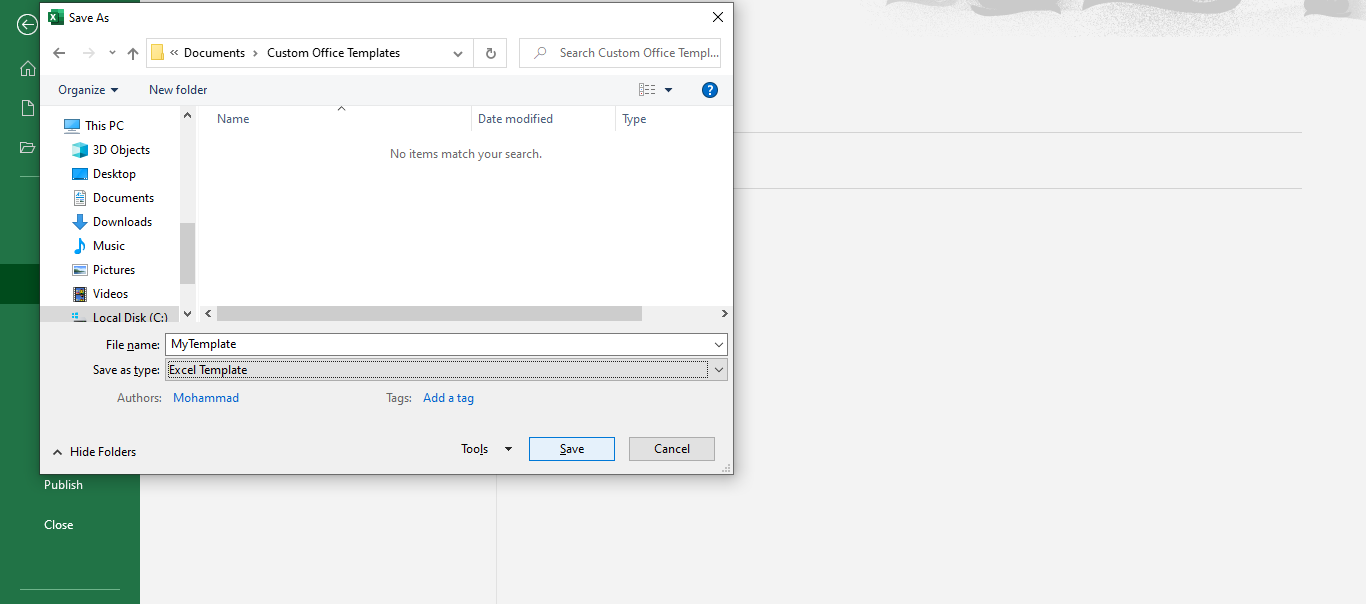 Save As
« Documents > Custom Office Templates
Search Custom Office Templ...
Organize
New folder
?
Name
Date modified
Type
No items match your search.
This PC
3D Objects
Desktop
Documents
Downloads
Music
Pictures
Videos
Local Disk (C:)
File name: MyTemplate
Save as type: Excel Template
Authors: Mohammad
Tags: Add a tag
Hide Folders
Tools
Save
Cancel
Publish
Close